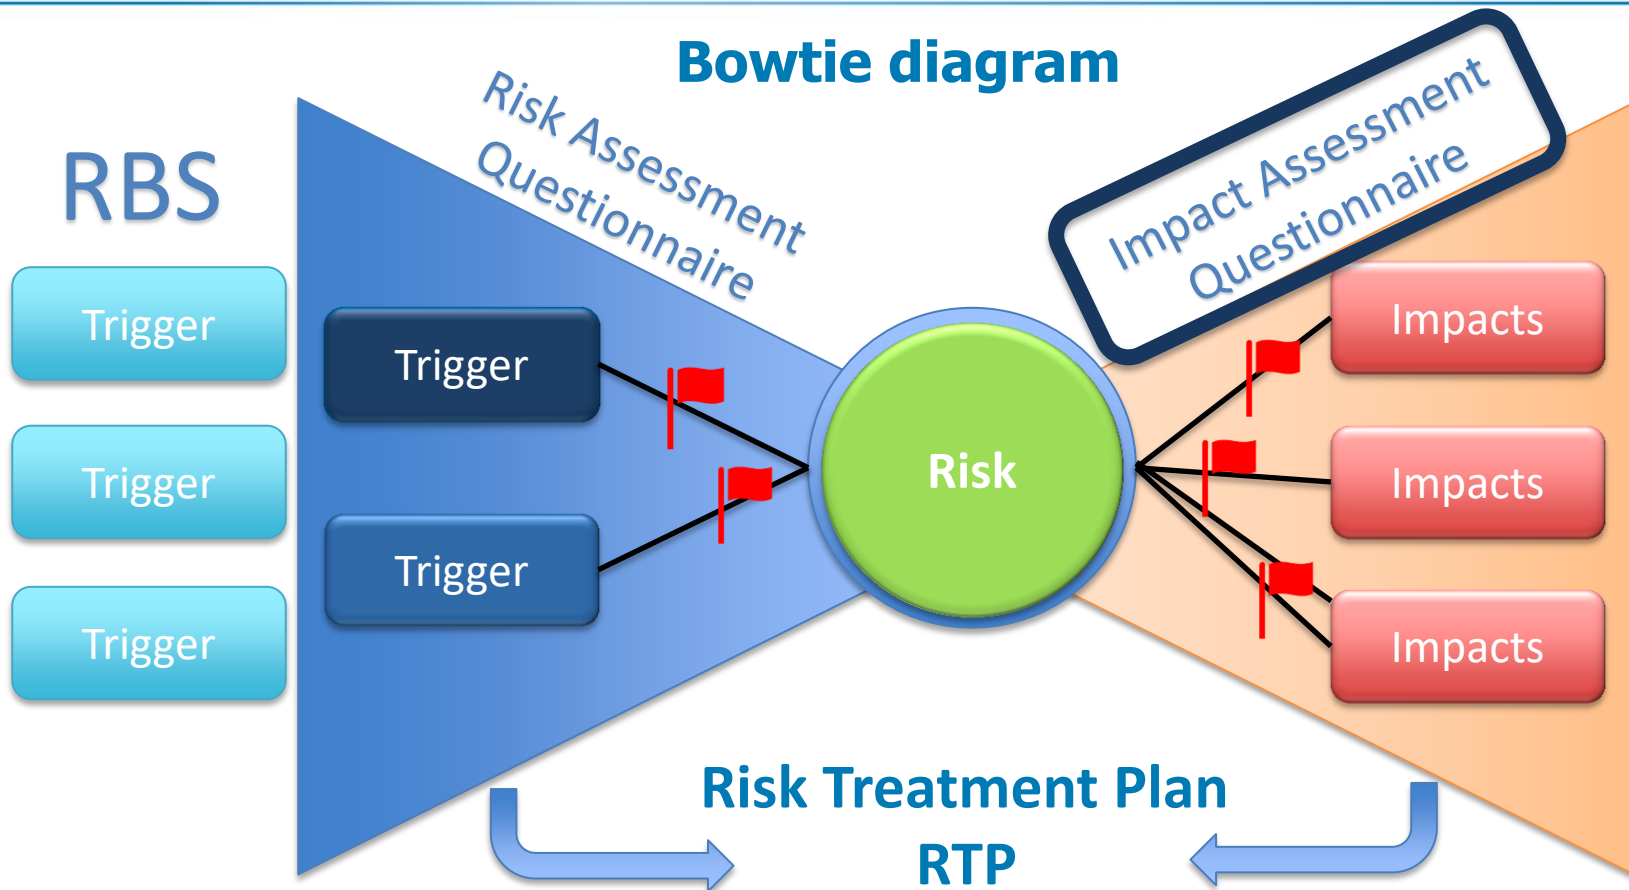 Bowtie diagram
RBS
Risk Assessment
Questionnaire
Impact Assessment
Questionnaire
Trigger
Trigger
Trigger
Trigger
Trigger
Risk
Impacts
Impacts
Impacts
Risk Treatment Plan
RTP